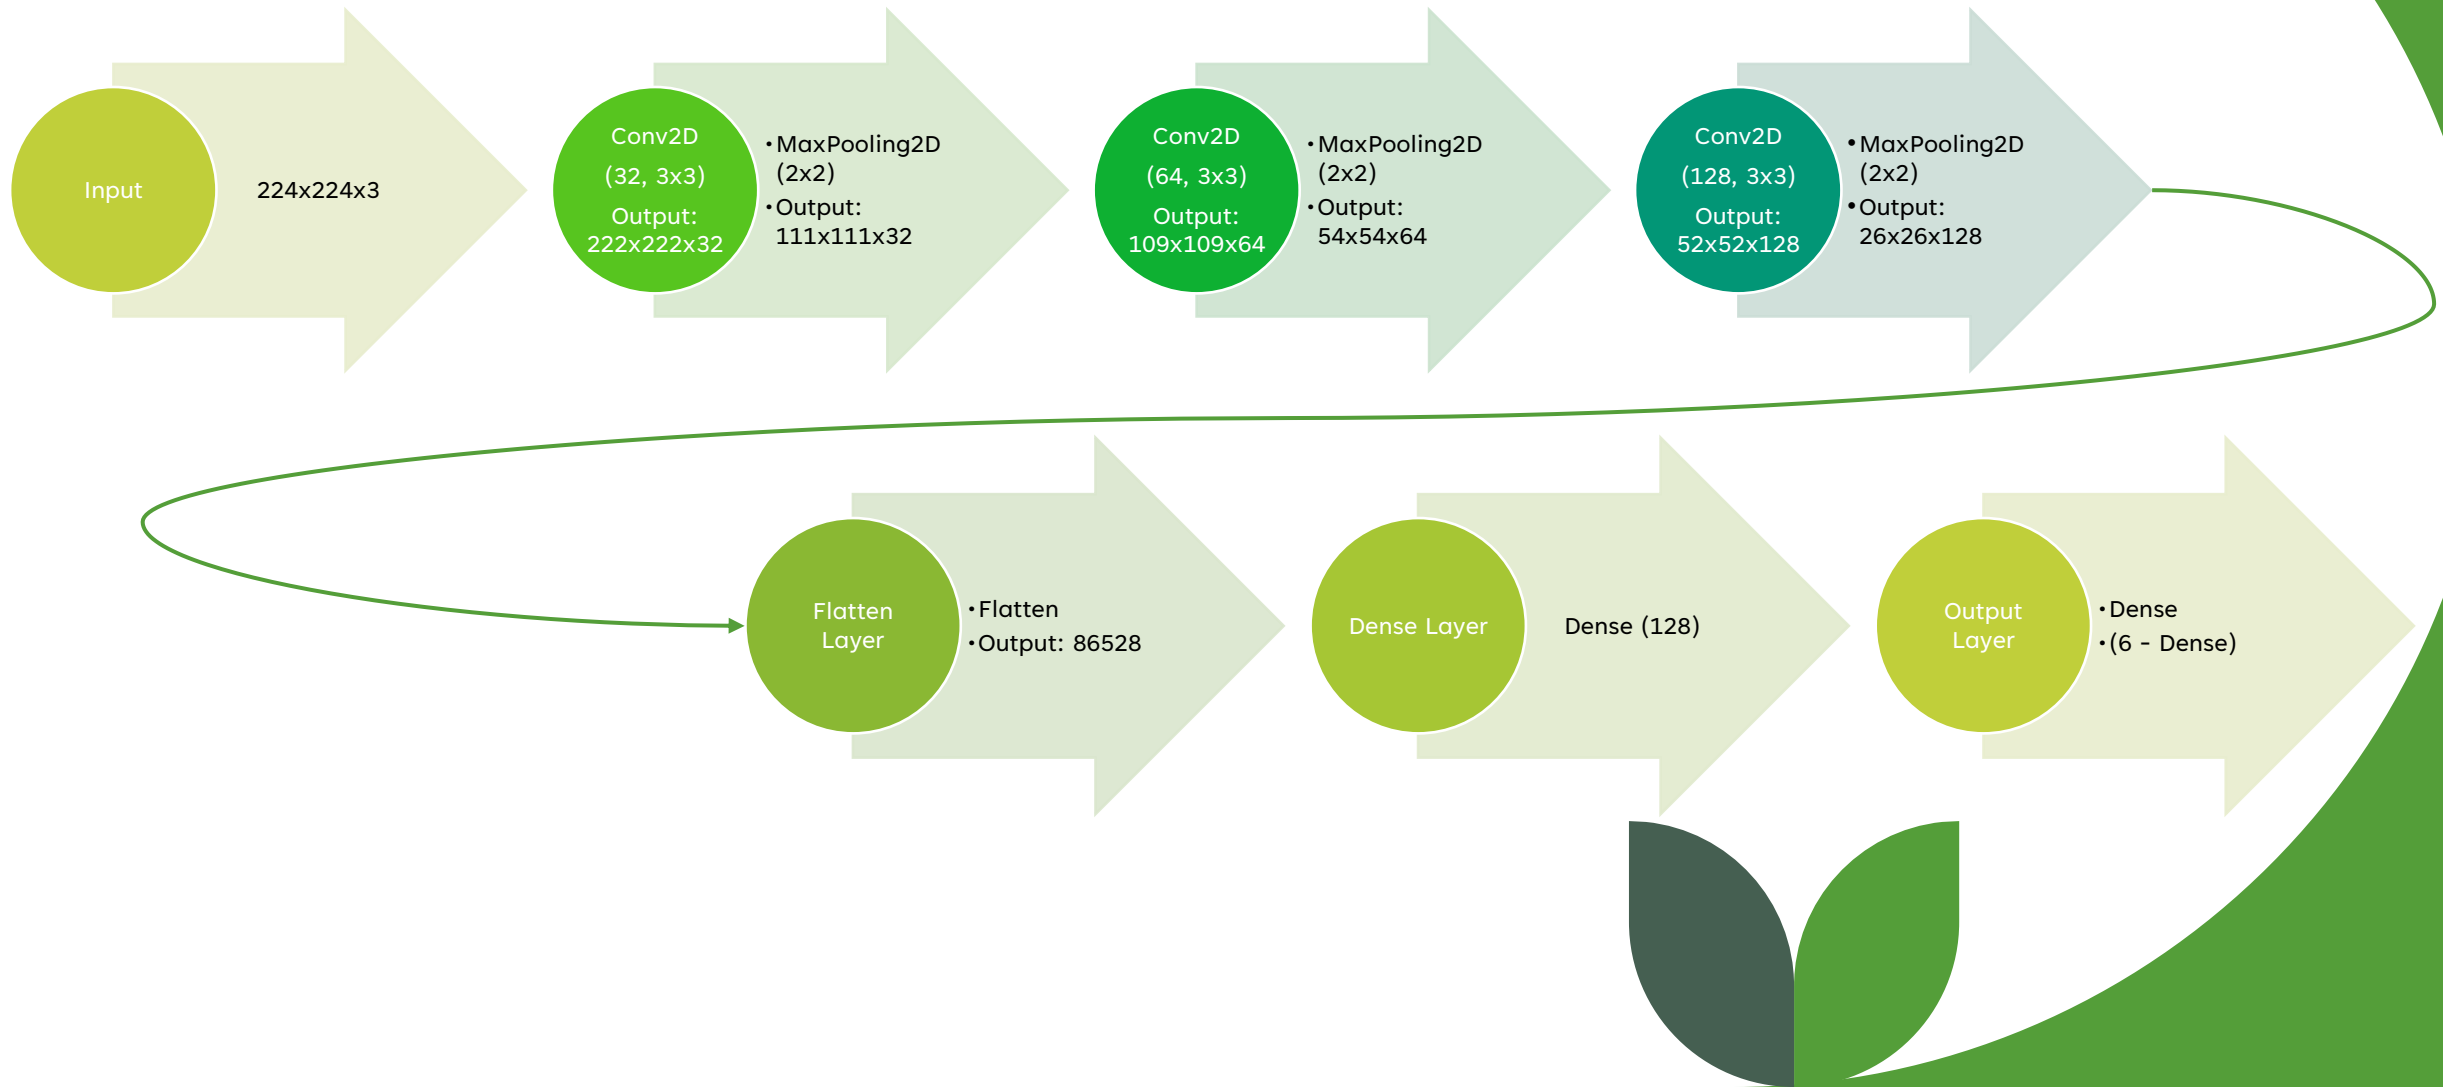 Input
224x224x3
Conv2D
(32, 3x3)
Output:
222x222x32
•MaxPooling2D
(2x2)
•Output:
111x111x32
Conv2D
(64, 3x3)
Output:
109x109x64
•MaxPooling2D
(2x2)
•Output:
54x54x64
Conv2D
(128, 3x3)
Output:
52x52x128
•MaxPooling2D
(2x2)
•Output:
26x26x128
Flatten
Layer
•Flatten
•Output: 86528
Dense Layer
Dense (128)
Output
Layer
•Dense
•(6 - Dense)